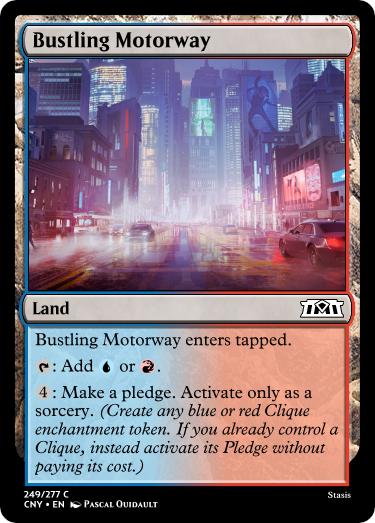 Bustling Motorway
Land
Bustling Motorway enters tapped.
: Add or .
4 : Make a pledge. Activate only as a
sorcery. (Create any blue or red Clique
enchantment token. If you already control a
Clique, instead activate its Pledge without
paying its cost.)
249/277 C
Stasis
CNY • EN Pascal Quidault